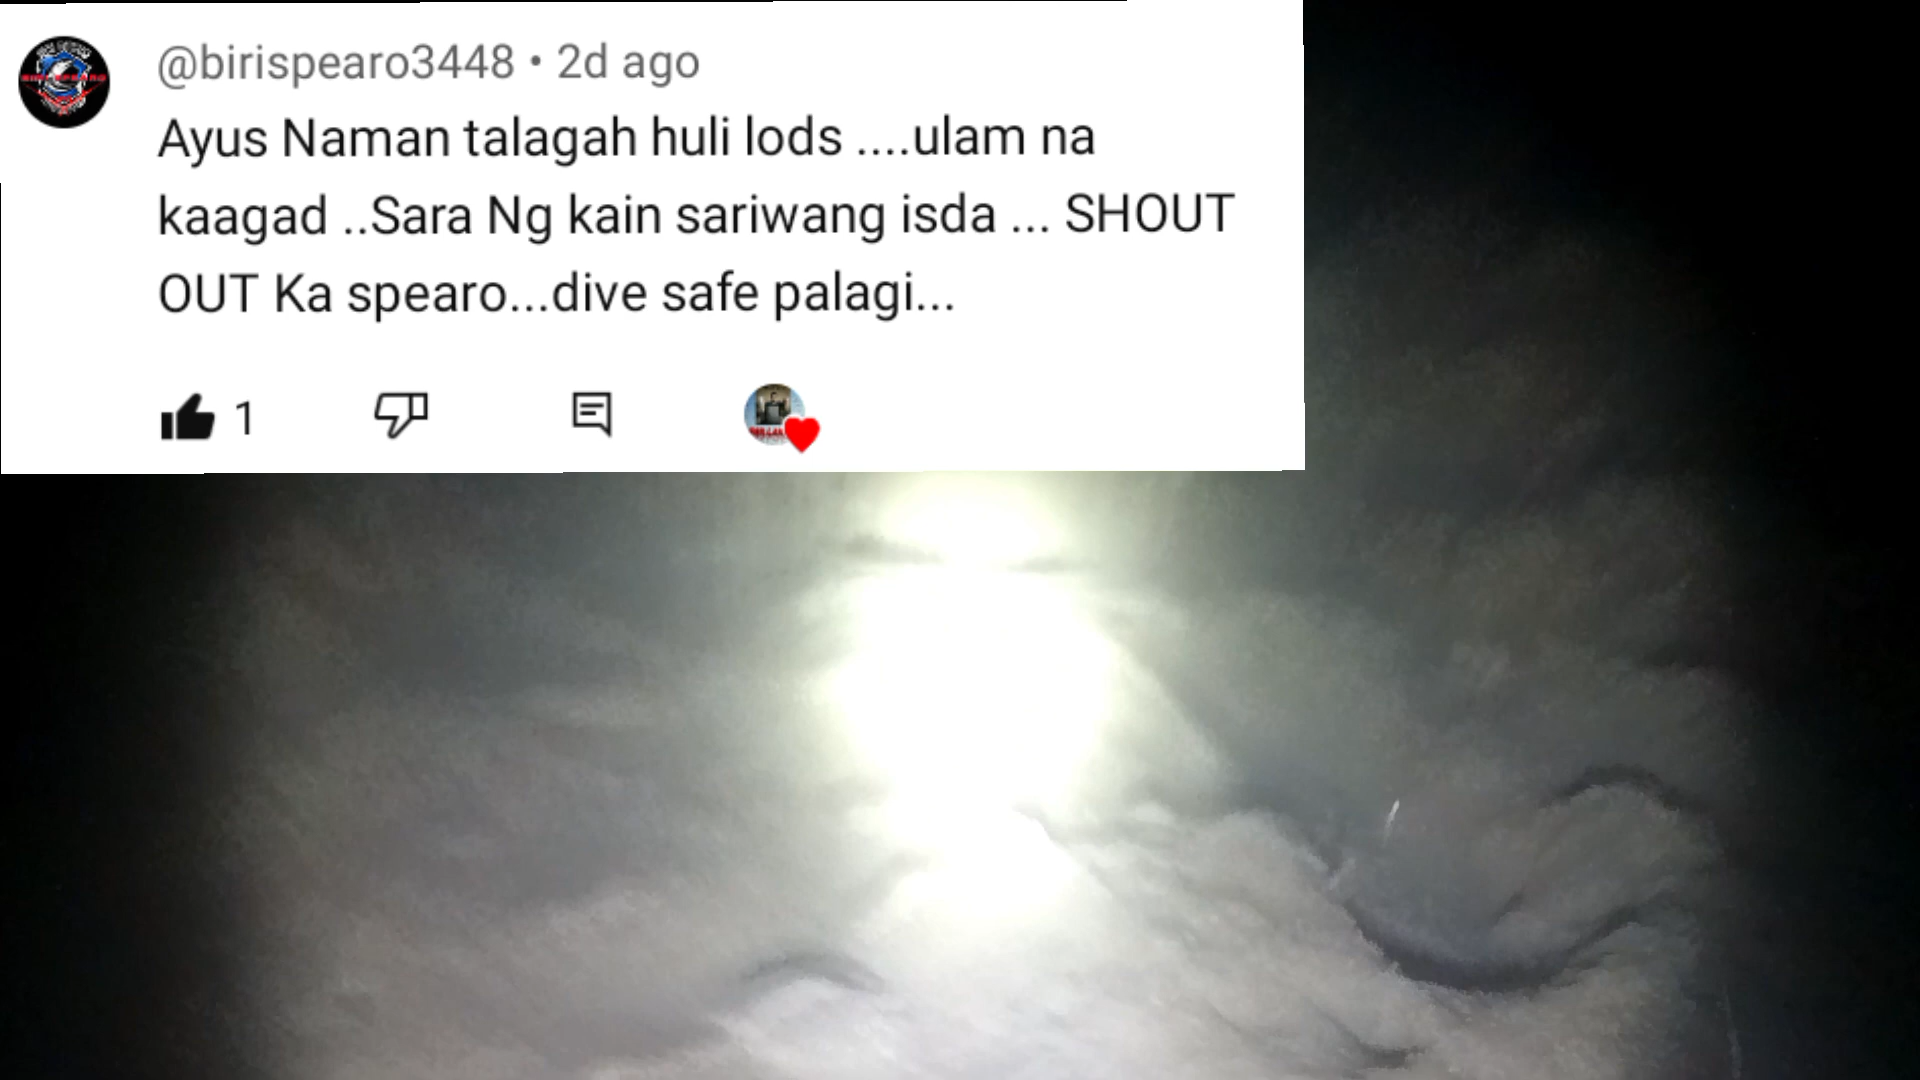 @birispearo3448 • 2d ago
Ayus Naman talagah huli lods ....ulam na
kaagad ..Sara Ng kain sariwang isda ... SHOUT
OUT Ka spearo...dive safe palagi...
1